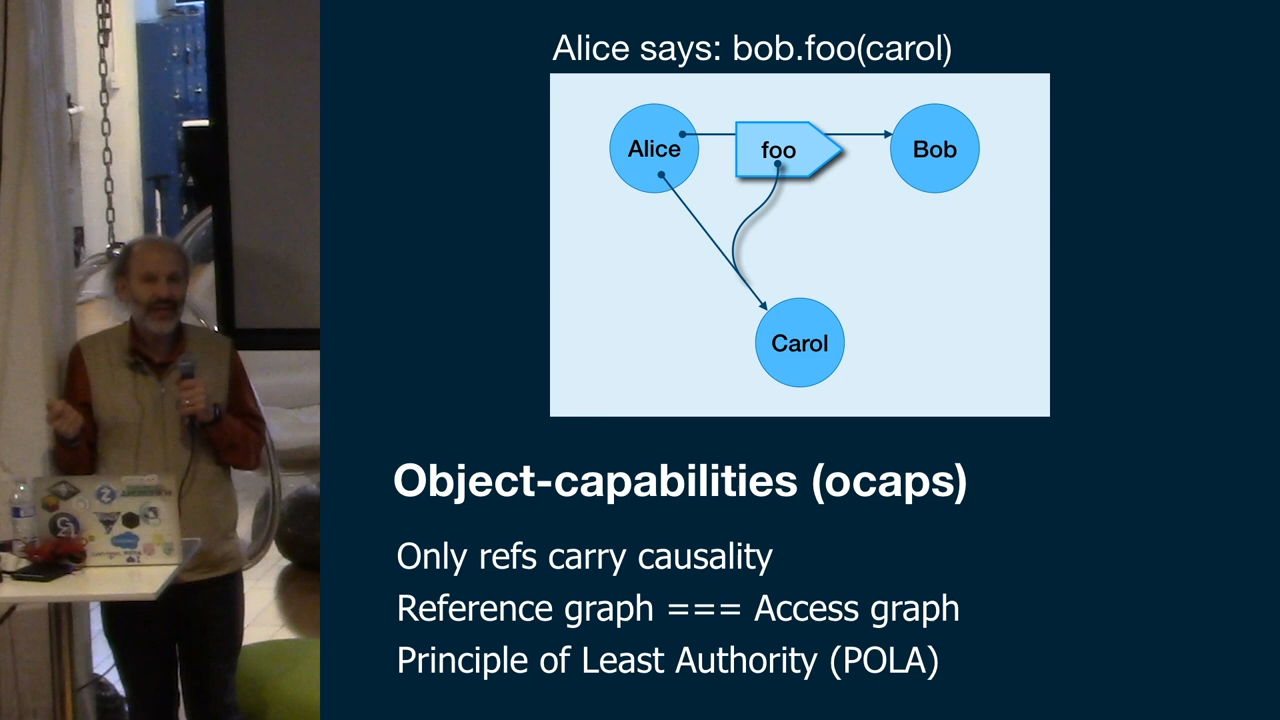 Alice says: bob.foo(carol)
Alice
foo
Bob
Carol
Object-capabilities (ocaps)
Only refs carry causality
Reference graph === Access graph
Principle of Least Authority (POLA)